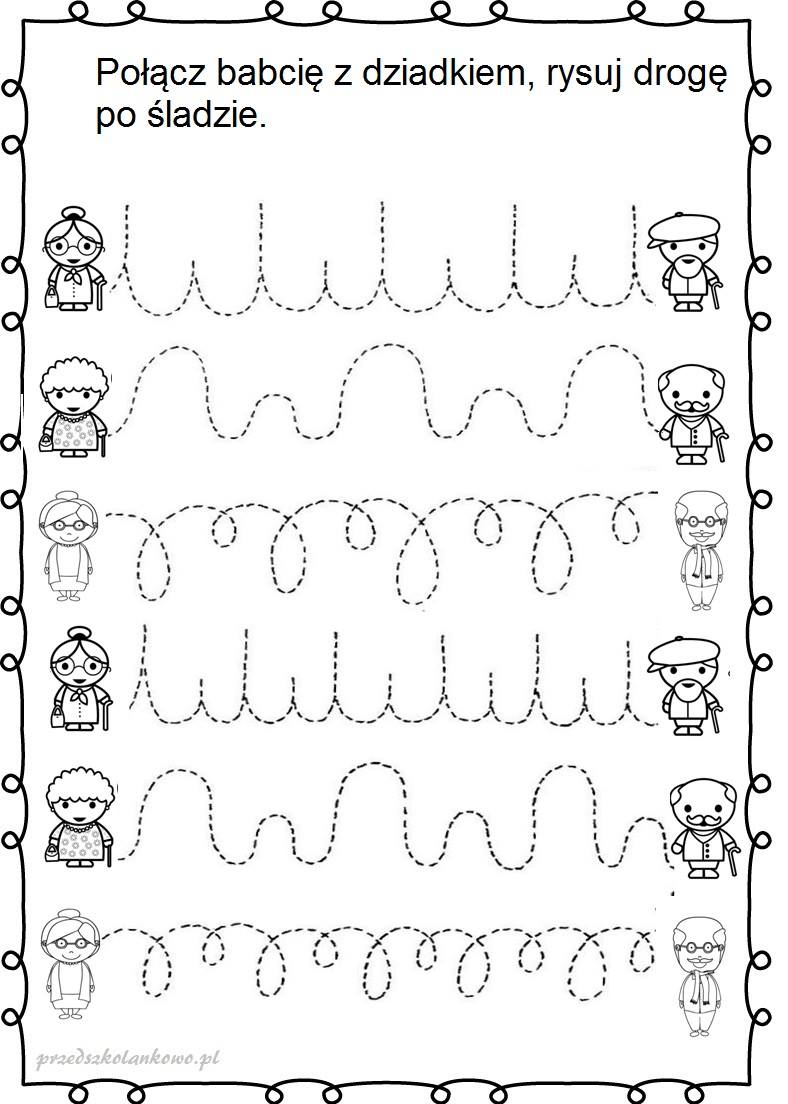 Połącz babcię z dziadkiem, rysuj drogę
po śladzie.
przedszkolankowo.pl